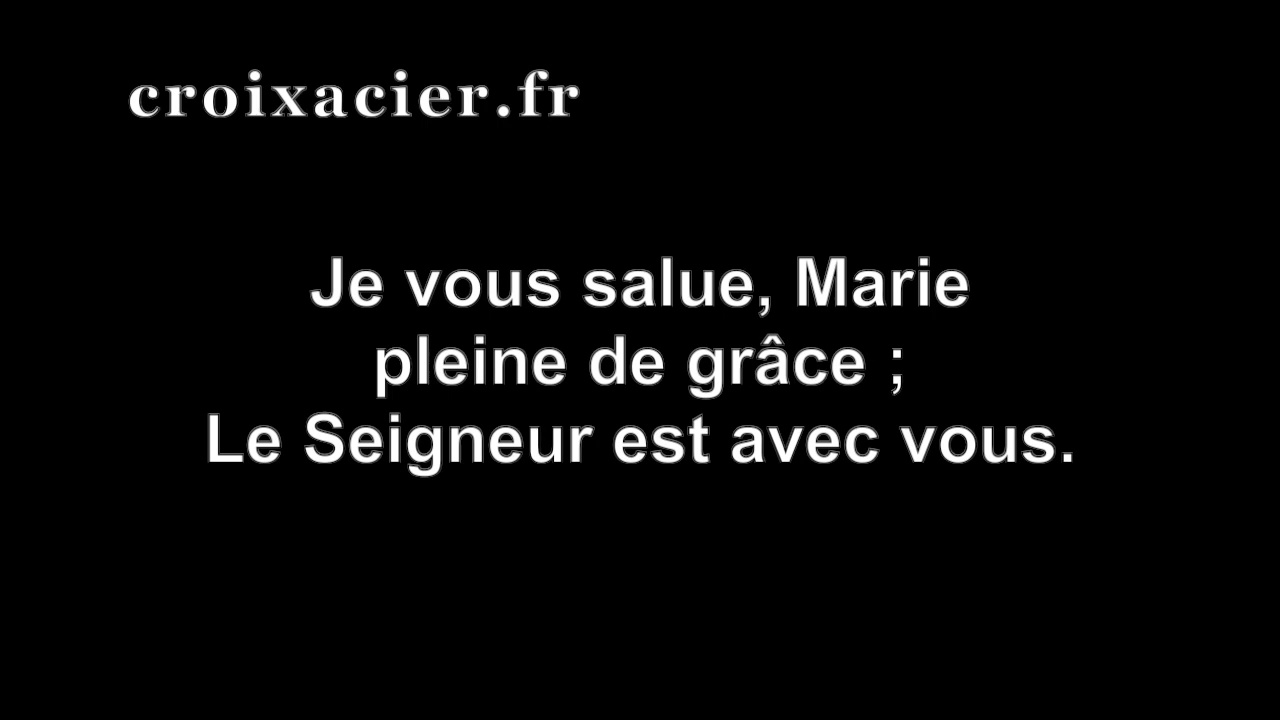 croixacier.fr
Je vous salue, Marie
pleine de grâce ;
Le Seigneur est avec vous.